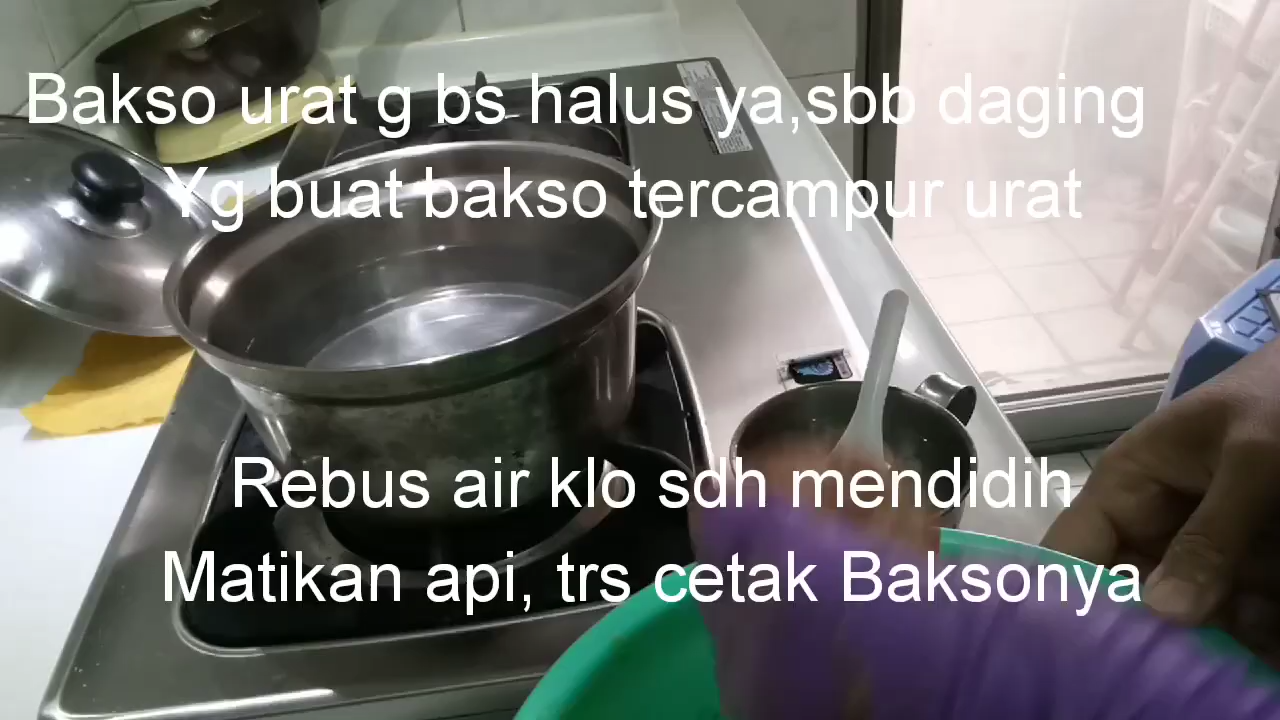 Bakso urat g bs halus ya,sbb daging
Yg buat bakso tercampur urat
Rebus air klo sdh mendidih
Matikan api, trs cetak Baksonya